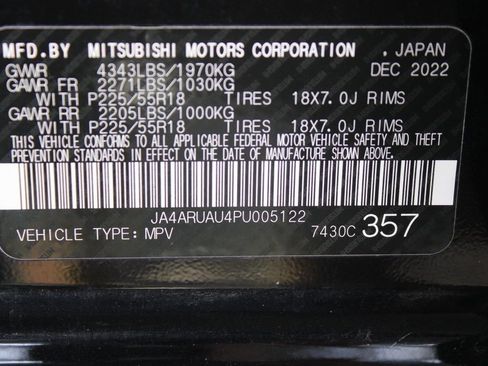 MFD.BY MITSUBISHI MOTORS CORPORATION , JAPAN
GVWR 4343LBS/1970KG DEC 2022
GAWR FR 2271LBS/1030KG
WITH P225/55R18 TIRES 18X7.0J RIMS
GAWR RR 2205LBS/1000KG
WITH P225/55R18 TIRES 18X7.0J RIMS
THIS VEHICLE CONFORMS TO ALL APPLICABLE FEDERAL MOTOR VEHICLE SAFETY AND THEFT
PREVENTION STANDARDS IN EFFECT ON THE DATE OF MANUFACTURE SHOWN ABOVE.
JA4ARUAU4PU005122
VEHICLE TYPE:MPV 7430C 357